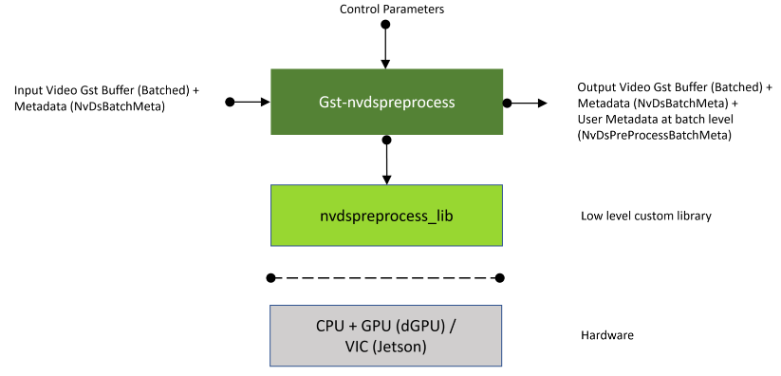 Control Parameters
Input Video Gst Buffer (Batched) +
Metadata (NvDsBatchMeta)
Gst-nvdspreprocess
Output Video Gst Buffer (Batched) +
Metadata (NvDsBatchMeta) +
User Metadata at batch level
(NvDsPreProcessBatchMeta)
nvdspreprocess_lib
Low level custom library
CPU + GPU (dGPU) /
VIC (Jetson)
Hardware